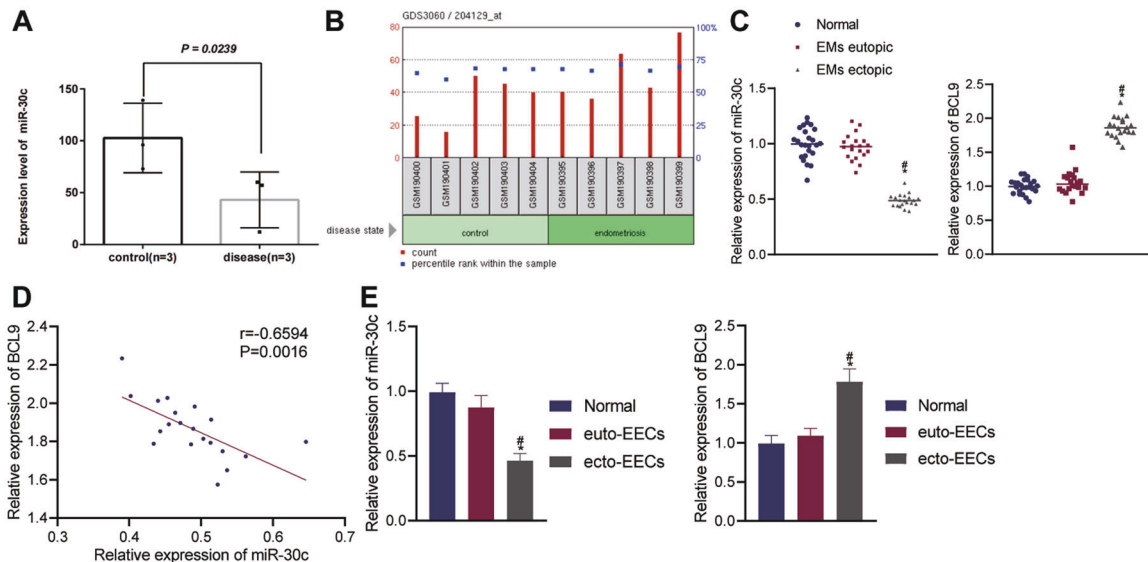 A
P = 0.0239
Expression level of miR-30c
150
100
50
0
control(n=3)
disease(n=3)
B
GDS3060 / 204129_at
80
60
40
20
0
100%
75
50
25
0
GSM190400
GSM190401
GSM190402
GSM190403
GSM190404
GSM190395
GSM190396
GSM190397
GSM190398
GSM190399
disease state
control
endometriosis
count
percentile rank within the sample
C
Normal
EMs eutopic
EMs ectopic
Relative expression of miR-30c
1.5
1.0
0.5
0.0
#
*
Relative expression of BCL9
2.5
2.0
1.5
1.0
0.5
0.0
#
*
D
Relative expression of BCL9
2.4
2.2
2.0
1.8
1.6
1.4
r=-0.6594
P=0.0016
0.3
0.4
0.5
0.6
0.7
Relative expression of miR-30c
E
Relative expression of miR-30c
1.5
1.0
0.5
0.0
#
*
Normal
euto-EECs
ecto-EECs
Relative expression of BCL9
2.5
2.0
1.5
1.0
0.5
0.0
#
*
Normal
euto-EECs
ecto-EECs